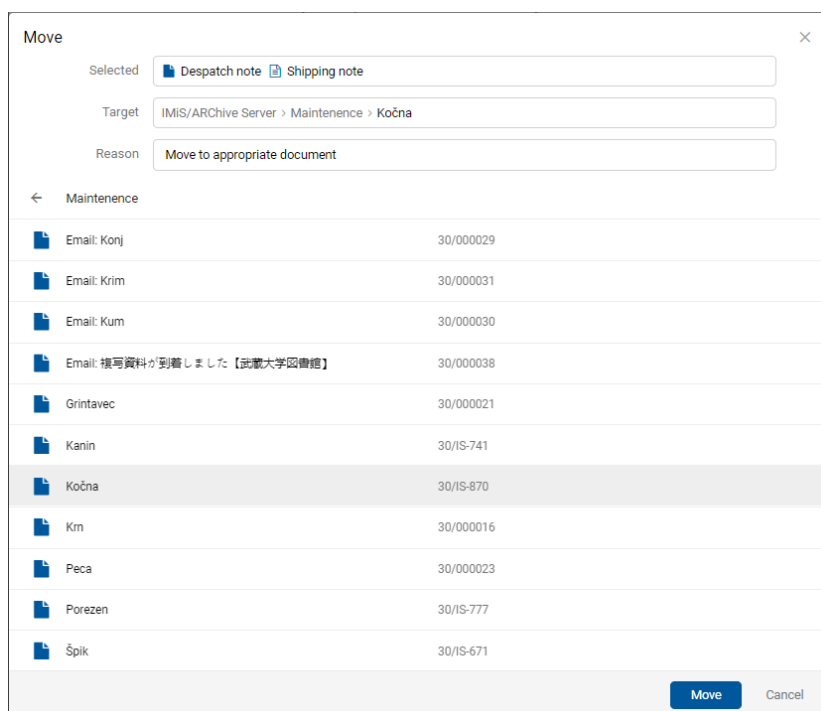 Move
Selected Despatch note Shipping note
Target IMiS/ARChive Server > Maintenence > Kočna
Reason Move to appropriate document
Maintenence
Email: Konj 30/000029
Email: Krim 30/000031
Email: Kum 30/000030
Email: 複写資料が到着しました【武蔵大学図書館】 30/000038
Grintavec 30/000021
Kanin 30/IS-741
Kočna 30/IS-870
Krn 30/000016
Peca 30/000023
Porezen 30/IS-777
Špik 30/IS-671
Move Cancel